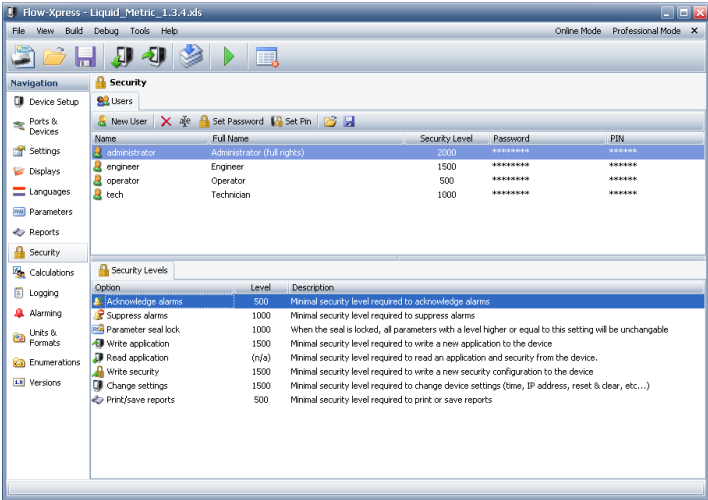 Flow-Xpress - Liquid_Metric_1.3.4.xls
File View Build Debug Tools Help Online Mode Professional Mode
Navigation
Device Setup
Ports & Devices
Settings
Displays
Languages
Parameters
Reports
Security
Calculations
Logging
Alarming
Units & Formats
Enumerations
1.0 Versions
Security
Users
New User Set Password Set Pin
Name Full Name Security Level Password PIN
administrator Administrator (full rights) 2000 ******** ******
engineer Engineer 1500 ******** ******
operator Operator 500 ******** ******
tech Technician 1000 ******** ******
Security Levels
Option Level Description
Acknowledge alarms 500 Minimal security level required to acknowledge alarms
Suppress alarms 1000 Minimal security level required to suppress alarms
Parameter seal lock 1000 When the seal is locked, all parameters with a level higher or equal to this setting will be unchangable
Write application 1500 Minimal security level required to write a new application to the device
Read application (n/a) Minimal security level required to read an application and security from the device.
Write security 1500 Minimal security level required to write a new security configuration to the device
Change settings 1500 Minimal security level required to change device settings (time, IP address, reset & clear, etc...)
Print/save reports 500 Minimal security level required to print or save reports